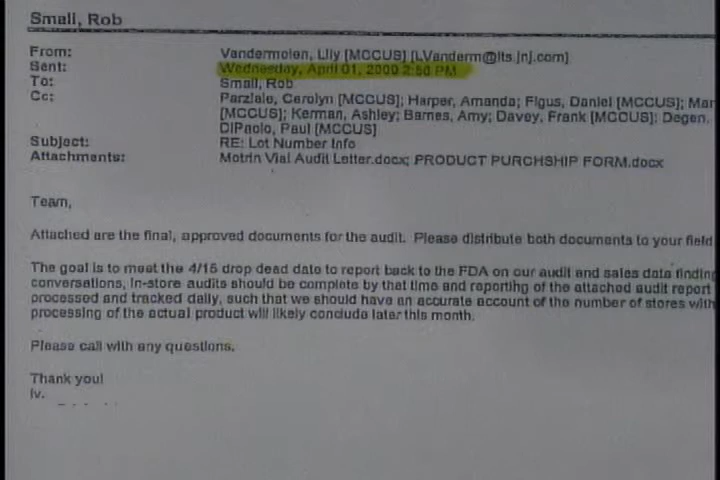 Small, Rob
From: Vandermolen, Lily [MCCUS] [LVanderm@its.jnj.com]
Sent: Wednesday, April 01, 2009 2:50 PM
To: Small, Rob
Cc: Parziale, Carolyn [MCCUS]; Harper, Amanda; Figus, Daniel [MCCUS]; Mar
[MCCUS]; Kerman, Ashley; Barnes, Amy; Davey, Frank [MCCUS]; Degen,
DiPaolo, Paul [MCCUS]
Subject: RE: Lot Number Info
Attachments: Motrin Vial Audit Letter.docx; PRODUCT PURCHSHIP FORM.docx
Team,
Attached are the final, approved documents for the audit. Please distribute both documents to your field
The goal is to meet the 4/15 drop dead date to report back to the FDA on our audit and sales data finding
conversations, in-store audits should be complete by that time and reporting of the attached audit report
processed and tracked daily, such that we should have an accurate account of the number of stores with
processing of the actual product will likely conclude later this month.
Please call with any questions.
Thank you!
lv.